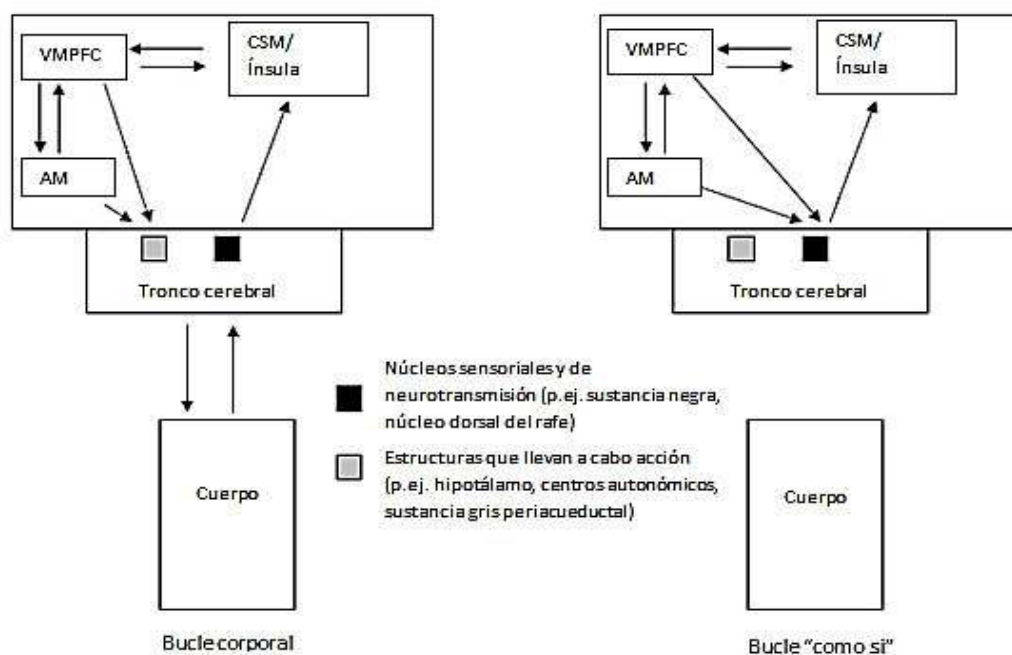 VMPFC
CSM/
Ínsula
AM
Tronco cerebral
Cuerpo
Bucle corporal
Núcleos sensoriales y de
neurotransmisión (p.ej. sustancia negra,
núcleo dorsal del rafe)
Estructuras que llevan a cabo acción
(p.ej. hipotálamo, centros autonómicos,
sustancia gris periacueductal)
VMPFC
CSM/
Ínsula
AM
Tronco cerebral
Cuerpo
Bucle "como si"